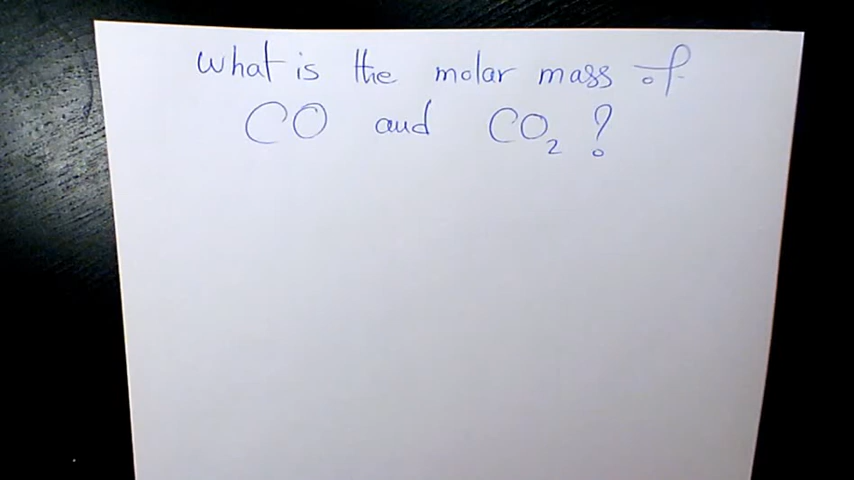 what is the molar mass of
CO and CO₂ ?